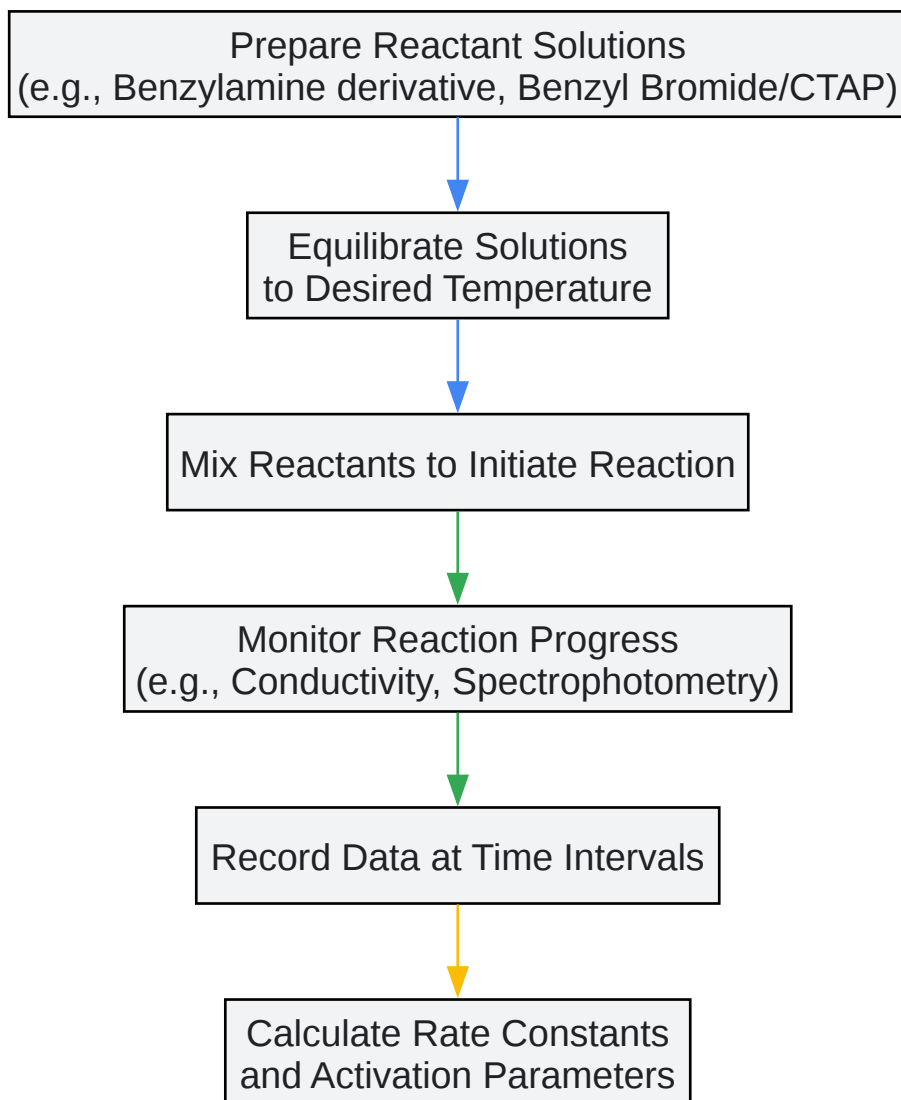 Prepare Reactant Solutions
(e.g., Benzylamine derivative, Benzyl Bromide/CTAP)
Equilibrate Solutions
to Desired Temperature
Mix Reactants to Initiate Reaction
Monitor Reaction Progress
(e.g., Conductivity, Spectrophotometry)
Record Data at Time Intervals
Calculate Rate Constants
and Activation Parameters